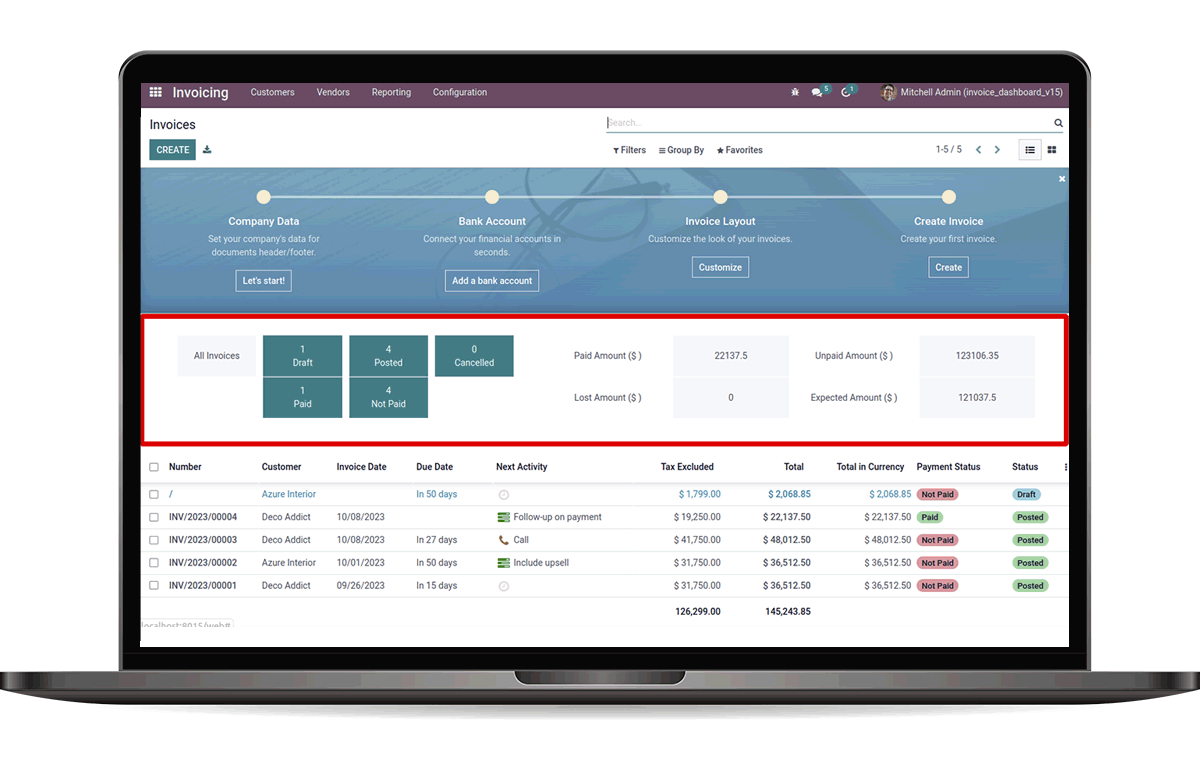 Invoicing Customers Vendors Reporting Configuration 5 1 Mitchell Admin (invoice_dashboard_v15)
Invoices Search...
CREATE Filters Group By Favorites 1-5 / 5
Company Data Bank Account Invoice Layout Create Invoice
Set your company's data for Connect your financial accounts in Customize the look of your invoices. Create your first invoice.
documents header/footer. seconds.
Let's start! Add a bank account Customize Create
All Invoices 1 4 0 Paid Amount ($ ) 22137.5 Unpaid Amount ($ ) 123106.35
Draft Posted Cancelled
1 4 Lost Amount ($ ) 0 Expected Amount ($ ) 121037.5
Paid Not Paid
Number Customer Invoice Date Due Date Next Activity Tax Excluded Total Total in Currency Payment Status Status
/ Azure Interior In 50 days $ 1,799.00 $ 2,068.85 $ 2,068.85 Not Paid Draft
INV/2023/00004 Deco Addict 10/08/2023 Follow-up on payment $ 19,250.00 $ 22,137.50 $ 22,137.50 Paid Posted
INV/2023/00003 Deco Addict 10/08/2023 In 27 days Call $ 41,750.00 $ 48,012.50 $ 48,012.50 Not Paid Posted
INV/2023/00002 Azure Interior 10/01/2023 In 50 days Include upsell $ 31,750.00 $ 36,512.50 $ 36,512.50 Not Paid Posted
INV/2023/00001 Deco Addict 09/26/2023 In 15 days $ 31,750.00 $ 36,512.50 $ 36,512.50 Not Paid Posted
126,299.00 145,243.85
localhost:8015/web#